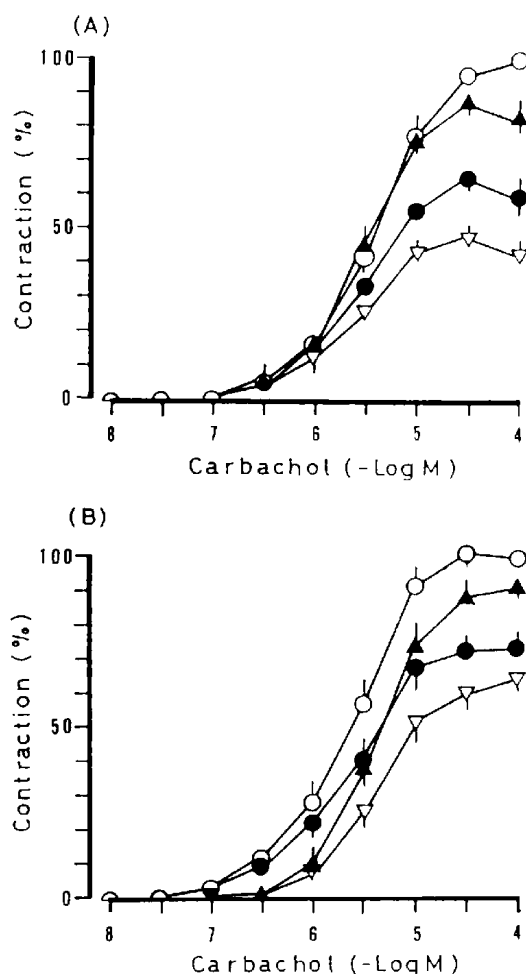 (A)
100
50
0
Contraction (%)
8 7 6 5 4
Carbachol (-Log M)
(B)
100
50
0
Contraction (%)
8 7 6 5 4
Carbachol (-Log M)